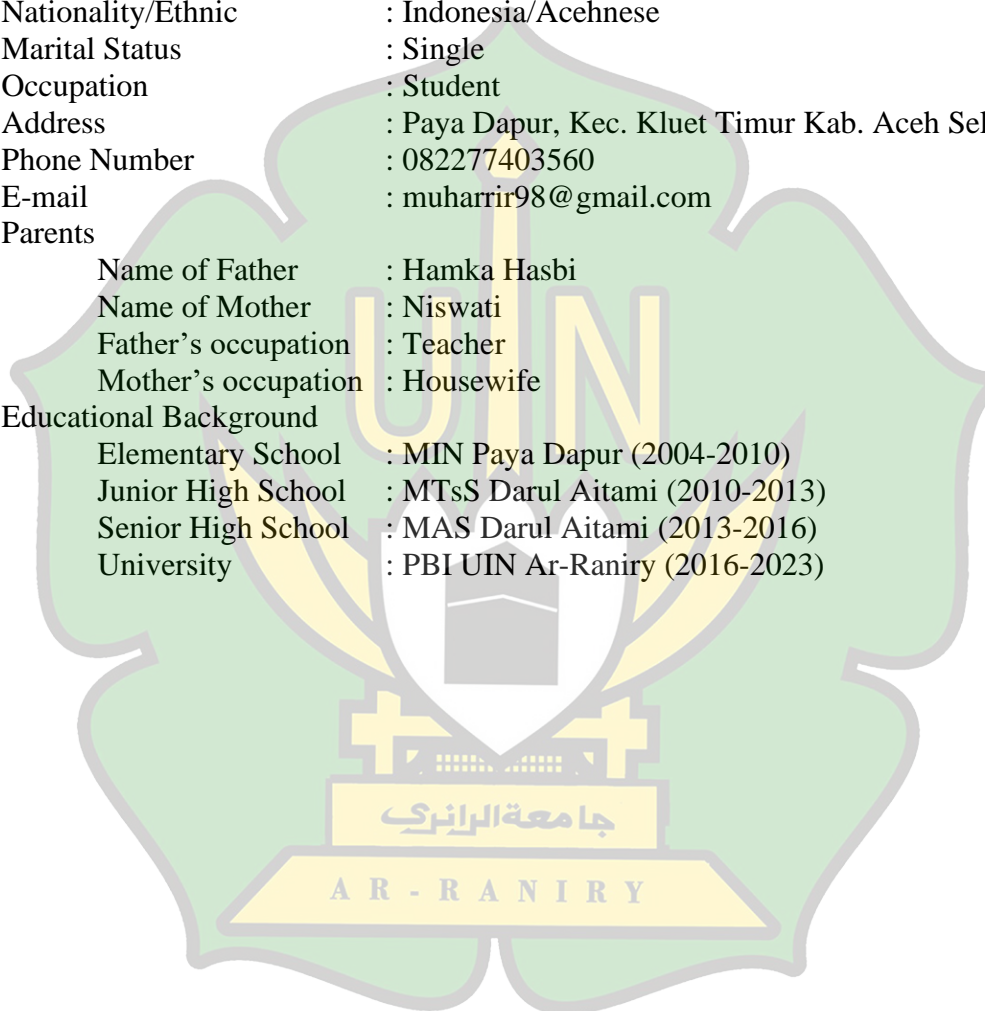 Nationality/Ethnic : Indonesia/Acehnese
Marital Status : Single
Occupation : Student
Address : Paya Dapur, Kec. Kluet Timur Kab. Aceh Sel
Phone Number : 082277403560
E-mail : muharrir98@gmail.com
Parents
Name of Father : Hamka Hasbi
Name of Mother : Niswati
Father’s occupation : Teacher
Mother’s occupation : Housewife
Educational Background
Elementary School : MIN Paya Dapur (2004-2010)
Junior High School : MTsS Darul Aitami (2010-2013)
Senior High School : MAS Darul Aitami (2013-2016)
University : PBI UIN Ar-Raniry (2016-2023)
UIN
جامعة الرانري
AR-RANIRY